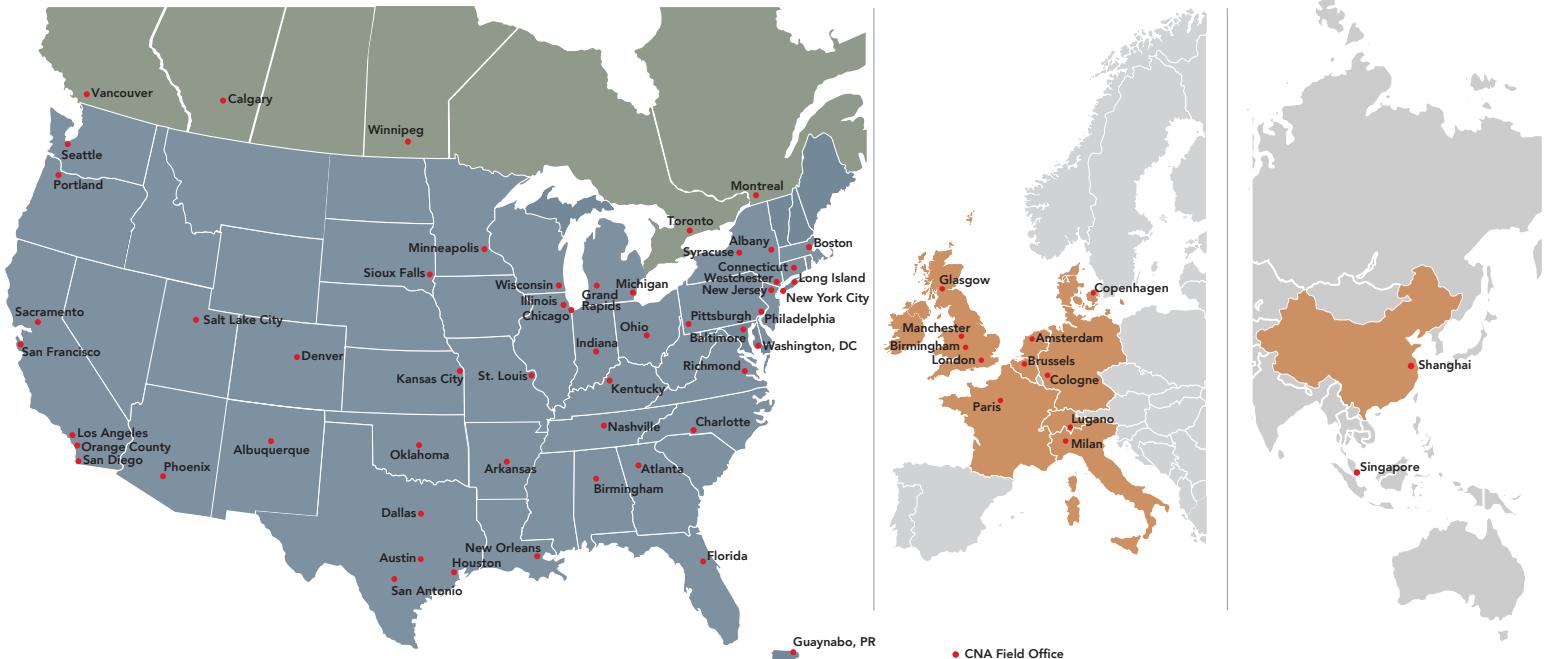 Vancouver
Calgary
Winnipeg
Seattle
Portland
Montreal
Toronto
Minneapolis
Sioux Falls
Albany
Syracuse
Boston
Connecticut
Westchester
Long Island
New Jersey
New York City
Wisconsin
Illinois
Chicago
Grand
Rapids
Michigan
Sacramento
San Francisco
Salt Lake City
Denver
Kansas City
St. Louis
Indiana
Ohio
Pittsburgh
Philadelphia
Baltimore
Washington, DC
Richmond
Kentucky
Los Angeles
Orange County
San Diego
Phoenix
Albuquerque
Oklahoma
Arkansas
Nashville
Charlotte
Atlanta
Birmingham
Dallas
Austin
Houston
San Antonio
New Orleans
Florida
Guaynabo, PR
Glasgow
Copenhagen
Manchester
Birmingham
London
Amsterdam
Brussels
Cologne
Paris
Lugano
Milan
Shanghai
Singapore
CNA Field Office